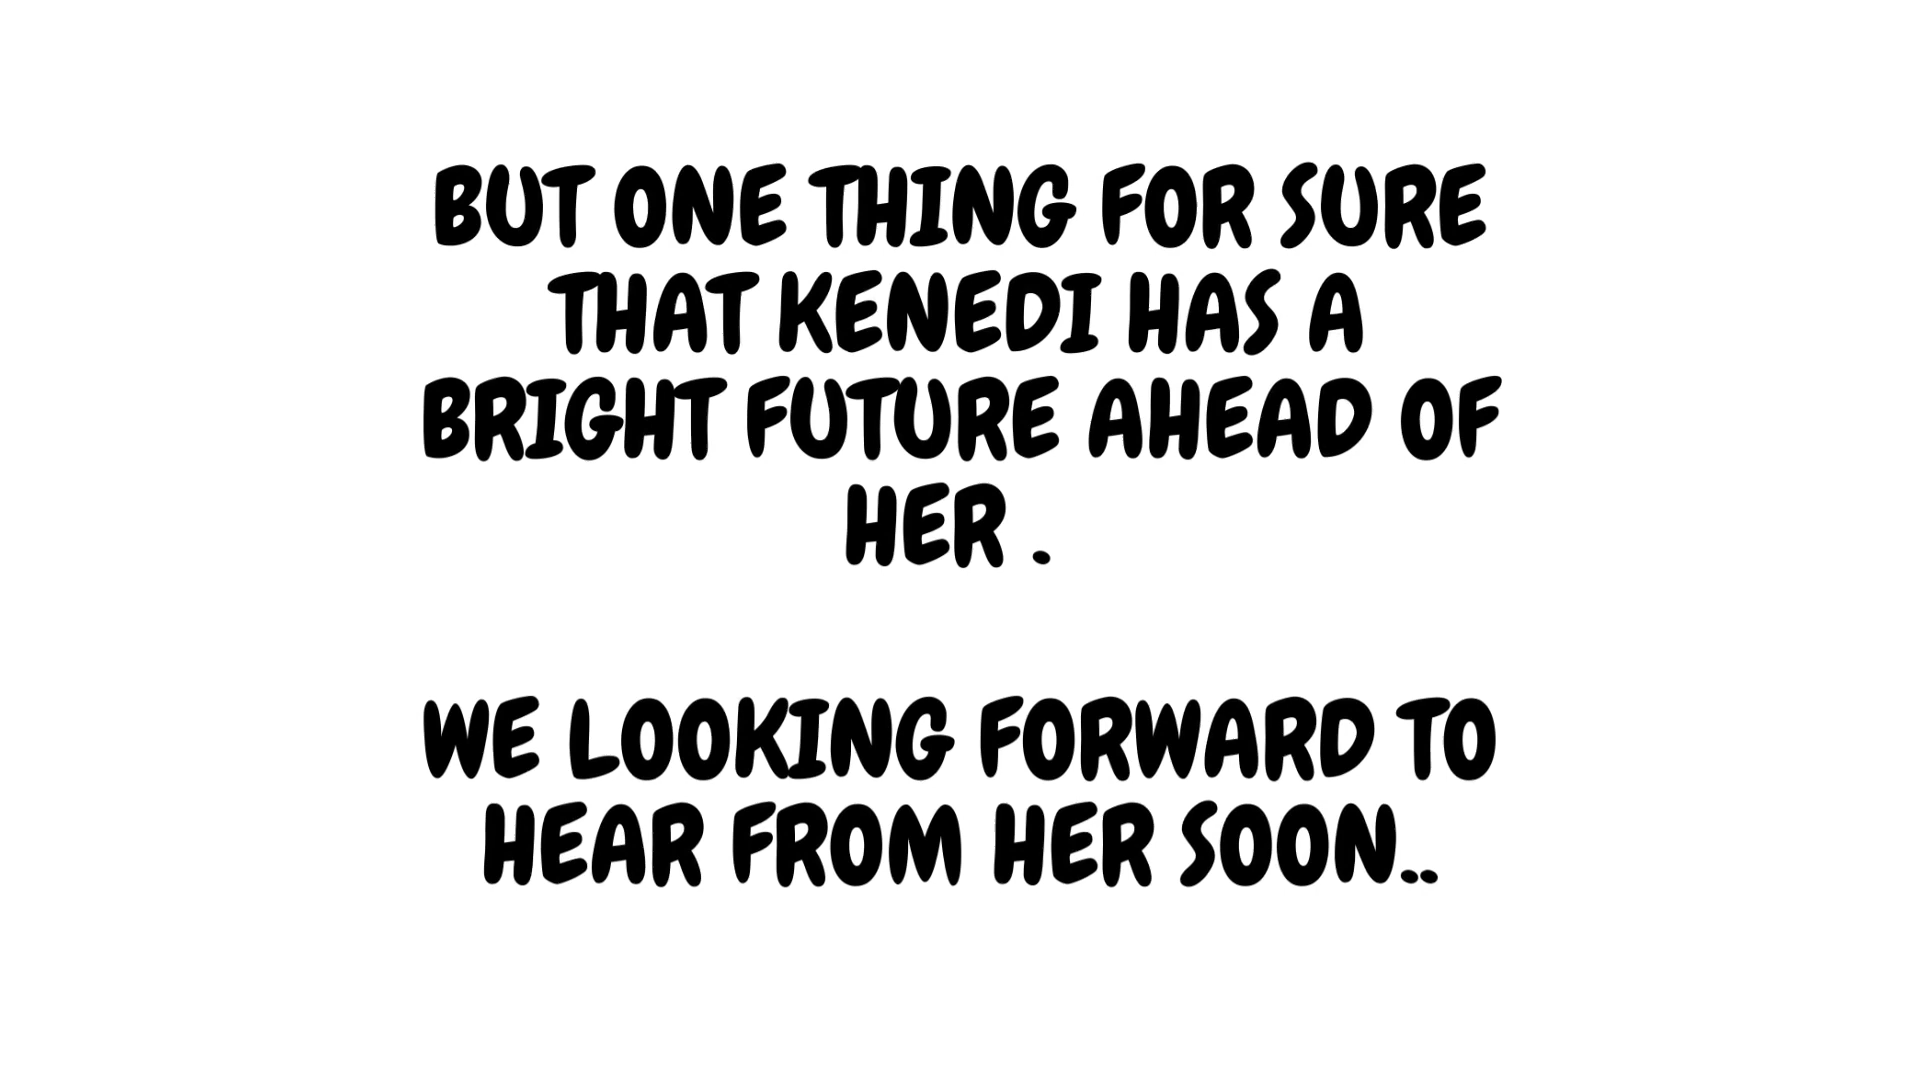 BUT ONE THING FOR SURE
THAT KENEDI HAS A
BRIGHT FUTURE AHEAD OF
HER .
WE LOOKING FORWARD TO
HEAR FROM HER SOON..